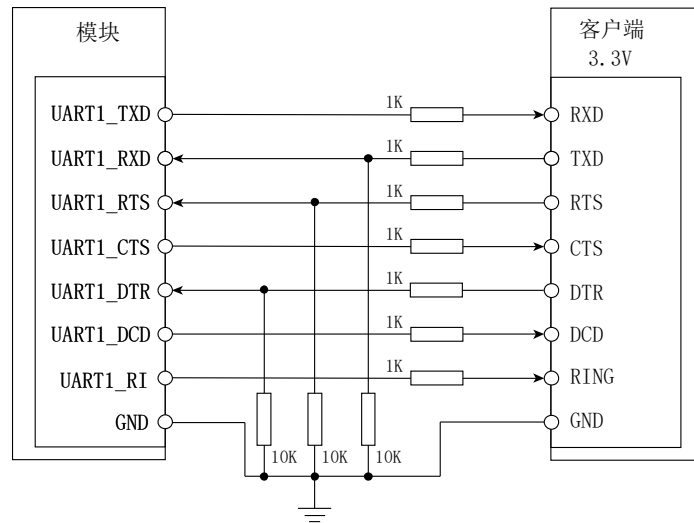 模块
客户端
3.3V
UART1_TXD
1K
RXD
UART1_RXD
1K
TXD
UART1_RTS
1K
RTS
UART1_CTS
1K
CTS
UART1_DTR
1K
DTR
UART1_DCD
1K
DCD
UART1_RI
1K
RING
GND
GND
10K
10K
10K